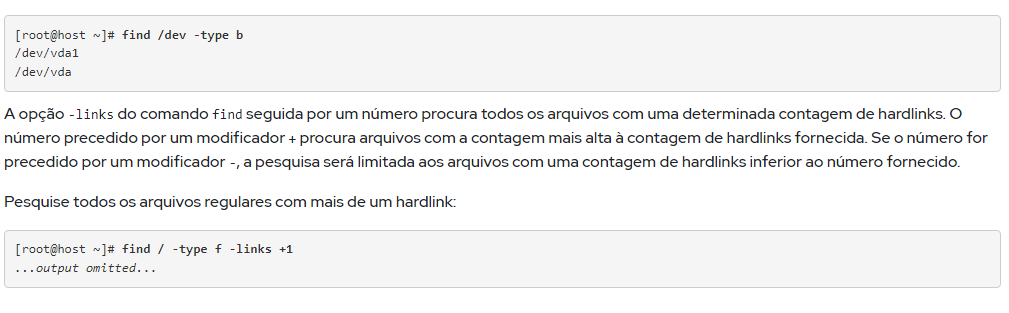 [root@host ~]# find /dev -type b
/dev/vda1
/dev/vda
A opção -links do comando find seguida por um número procura todos os arquivos com uma determinada contagem de hardlinks. O
número precedido por um modificador + procura arquivos com a contagem mais alta à contagem de hardlinks fornecida. Se o número for
precedido por um modificador -, a pesquisa será limitada aos arquivos com uma contagem de hardlinks inferior ao número fornecido.
Pesquise todos os arquivos regulares com mais de um hardlink:
[root@host ~]# find / -type f -links +1
...output omitted...